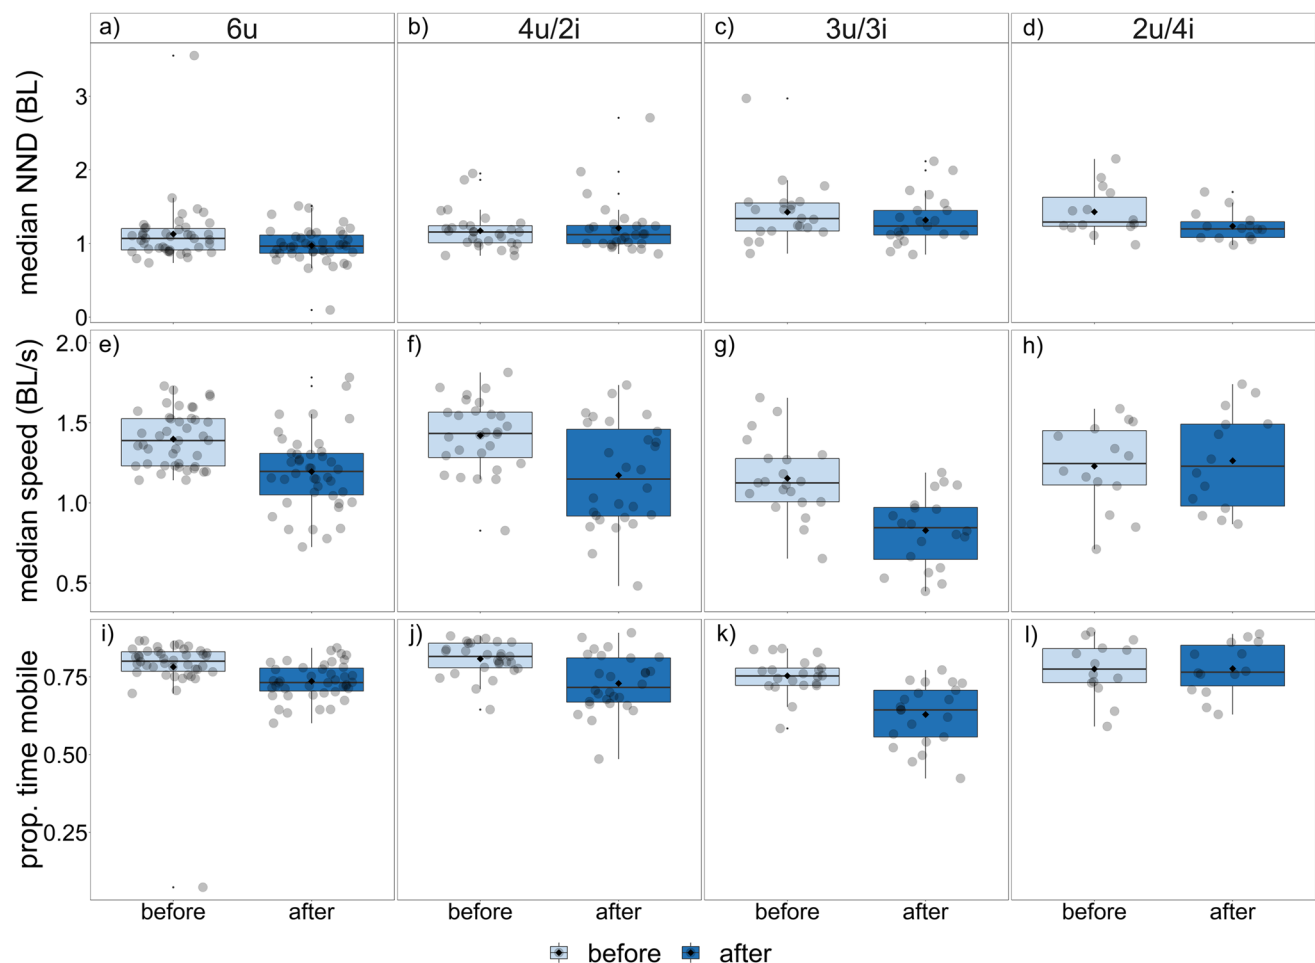 a) 6u
b) 4u/2i
c) 3u/3i
d) 2u/4i
median NND (BL)
3
2
1
0
e)
f)
g)
h)
median speed (BL/s)
2.0
1.5
1.0
0.5
i)
j)
k)
l)
prop. time mobile
0.75
0.50
0.25
before after
before after
before after
before after
before after